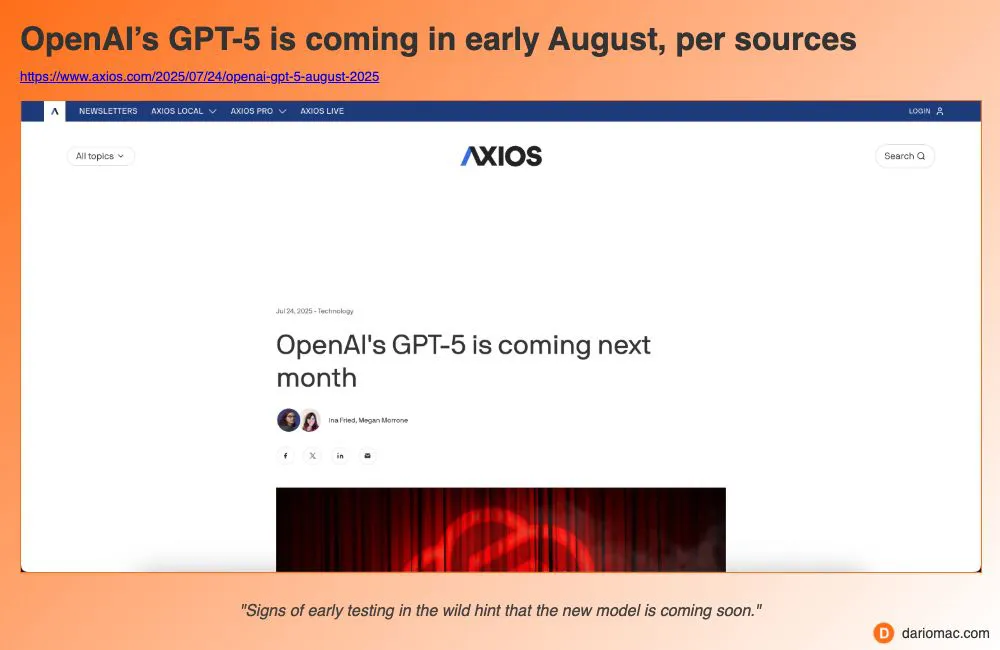 OpenAI’s GPT-5 is coming in early August, per sources
https://www.axios.com/2025/07/24/openai-gpt-5-august-2025
NEWSLETTERS AXIOS LOCAL AXIOS PRO AXIOS LIVE LOGIN
All topics AXIOS Search
Jul 24, 2025 - Technology
OpenAI's GPT-5 is coming next
month
Ina Fried, Megan Morrone
"Signs of early testing in the wild hint that the new model is coming soon."
D dariomac.com